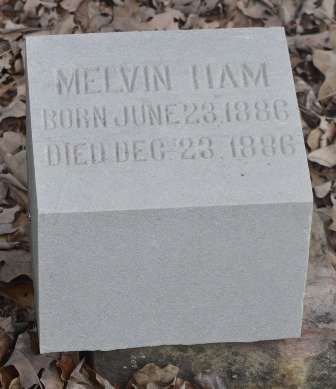 MELVIN HAM
BORN JUNE 23, 1886
DIED DEC 23, 1886